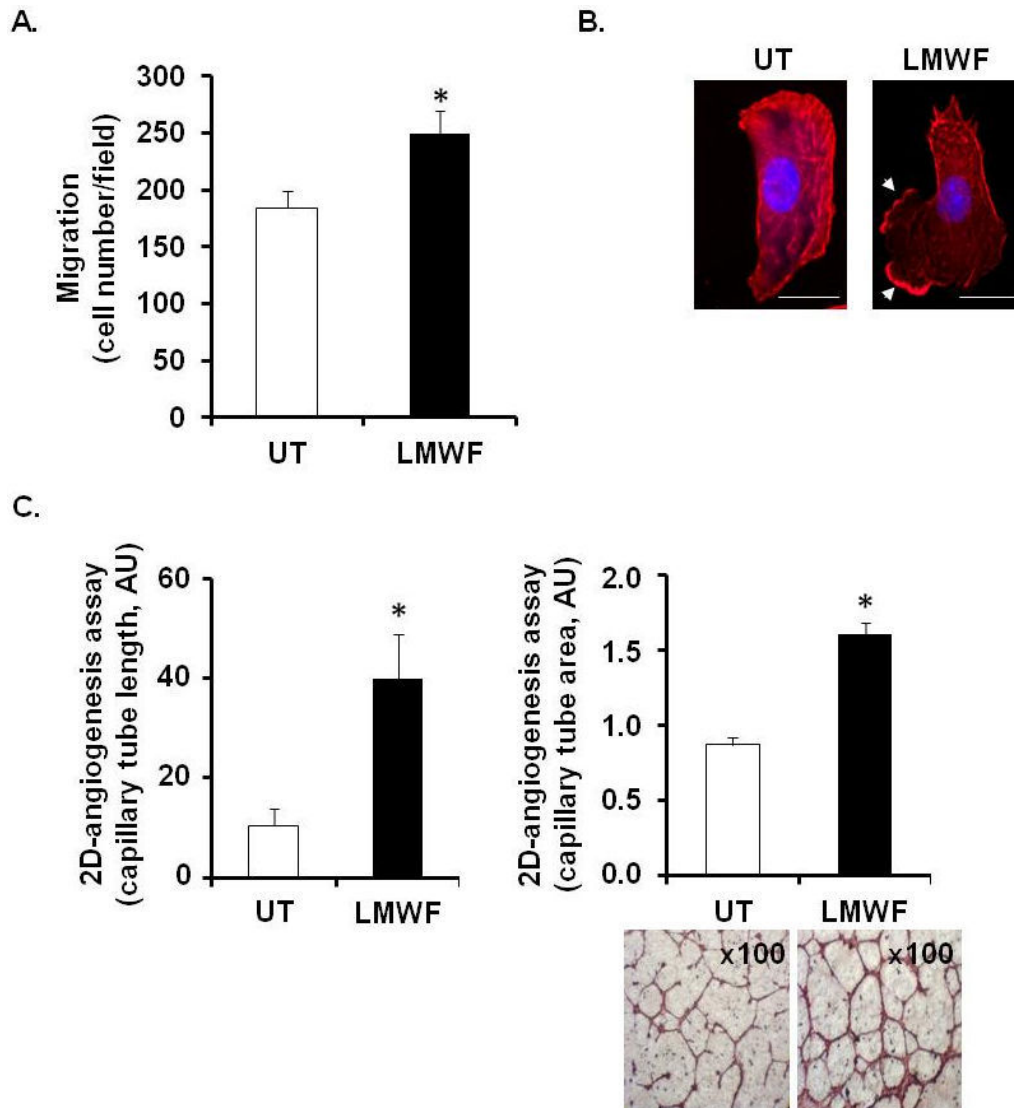 A.
300
250
200
150
100
50
0
Migration
(cell number/field)
*
UT
LMWF
B.
UT
LMWF
C.
60
40
20
0
2D-angiogenesis assay
(capillary tube length, AU)
*
UT
LMWF
2.0
1.5
1.0
0.5
0.0
2D-angiogenesis assay
(capillary tube area, AU)
*
UT
LMWF
x100
x100